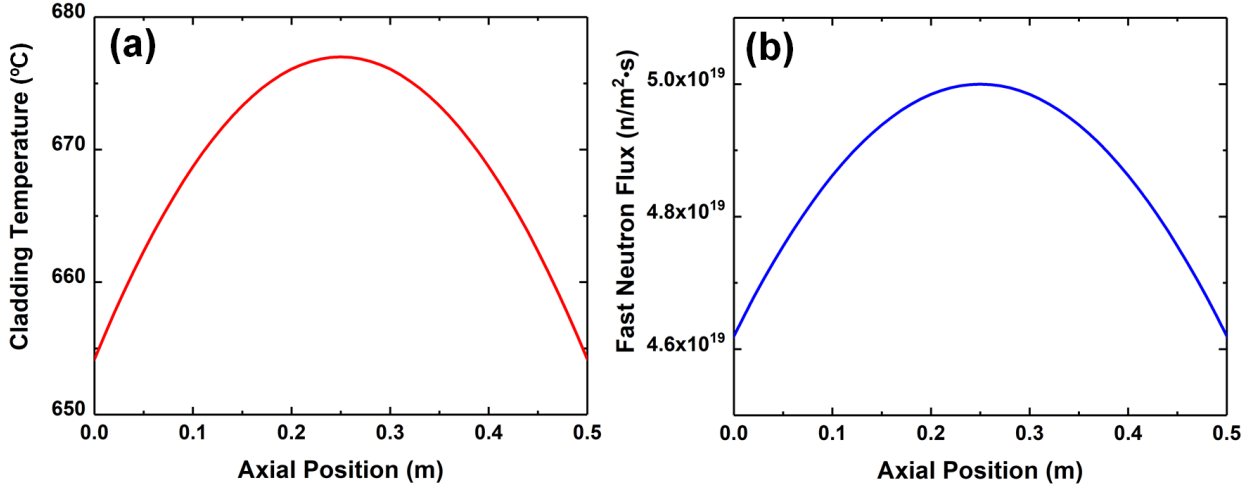 (a)
Cladding Temperature (ºC)
680
670
660
650
0.0 0.1 0.2 0.3 0.4 0.5
Axial Position (m)
(b)
Fast Neutron Flux (n/m²•s)
5.0x10¹⁹
4.8x10¹⁹
4.6x10¹⁹
0.0 0.1 0.2 0.3 0.4 0.5
Axial Position (m)